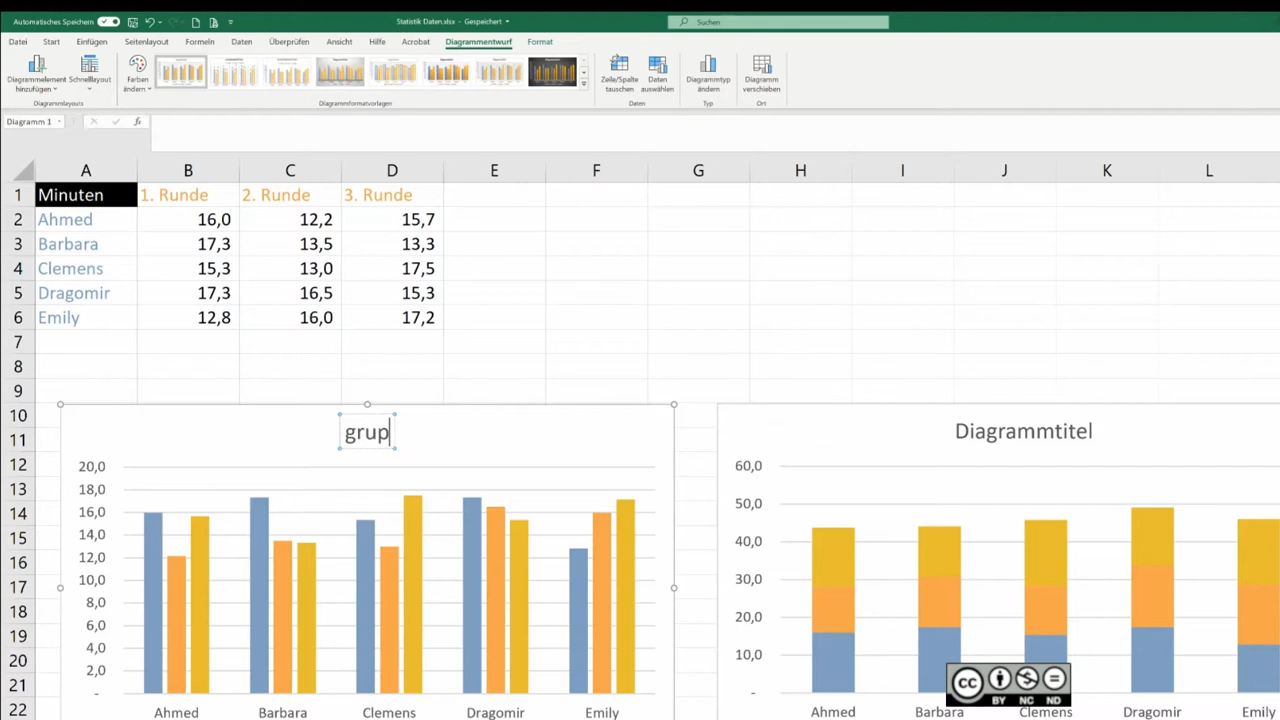 Automatisches Speichern
Statistik Daten.xlsx - Gespeichert
Suchen
Datei Start Einfügen Seitenlayout Formeln Daten Überprüfen Ansicht Hilfe Acrobat Diagrammentwurf Format
Diagrammelement hinzufügen
Schnelllayout
Farben ändern
Zeile/Spalte tauschen
Daten auswählen
Diagrammtyp ändern
Diagramm verschieben
Diagrammlayouts Diagrammformatvorlagen Daten Typ Ort
Diagramm 1 fx
A B C D E F G H I J K L
1 Minuten 1. Runde 2. Runde 3. Runde
2 Ahmed 16,0 12,2 15,7
3 Barbara 17,3 13,5 13,3
4 Clemens 15,3 13,0 17,5
5 Dragomir 17,3 16,5 15,3
6 Emily 12,8 16,0 17,2
7
8
9
10
11
12
13
14
15
16
17
18
19
20
21
22
grup
20,0
18,0
16,0
14,0
12,0
10,0
8,0
6,0
4,0
2,0
-
Ahmed Barbara Clemens Dragomir Emily
Diagrammtitel
60,0
50,0
40,0
30,0
20,0
10,0
-
Ahmed Barbara Clemens Dragomir Emily
CC BY NC ND